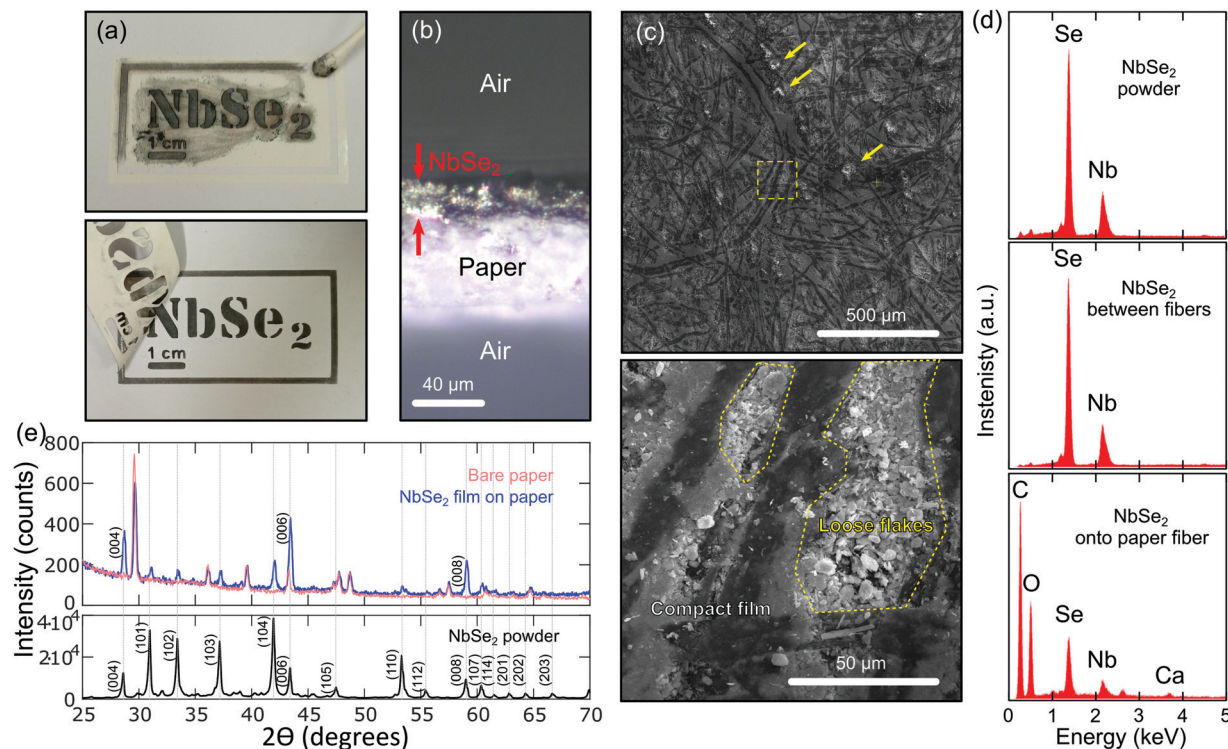 (a)
NbSe2
1 cm
NbSe2
1 cm
(b)
Air
NbSe2
Paper
Air
40 µm
(c)
500 µm
Loose flakes
Compact film
50 µm
(d)
Se
NbSe2
powder
Nb
Se
NbSe2
between fibers
Nb
C
NbSe2
onto paper fiber
O
Se
Nb
Ca
Instenisty (a.u.)
0 1 2 3 4 5
Energy (keV)
(e)
800
600
400
200
0
Bare paper
NbSe2 film on paper
(004)
(006)
(008)
Intensity (counts)
4·10⁴
2·10⁴
0
NbSe2 powder
(004)
(101)
(102)
(103)
(104)
(006)
(105)
(110)
(112)
(008)
(107)
(114)
(201)
(202)
(203)
25 30 35 40 45 50 55 60 65 70
2Θ (degrees)